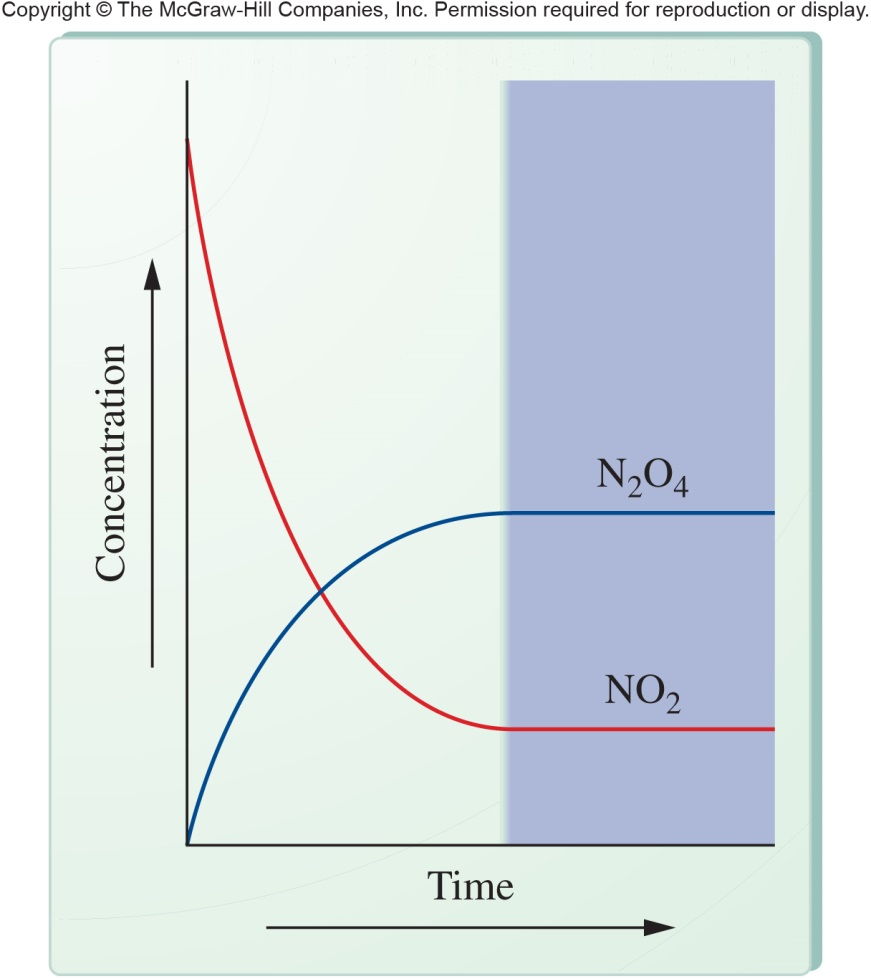 Copyright © The McGraw-Hill Companies, Inc. Permission required for reproduction or display.
Concentration
N₂O₄
NO₂
Time